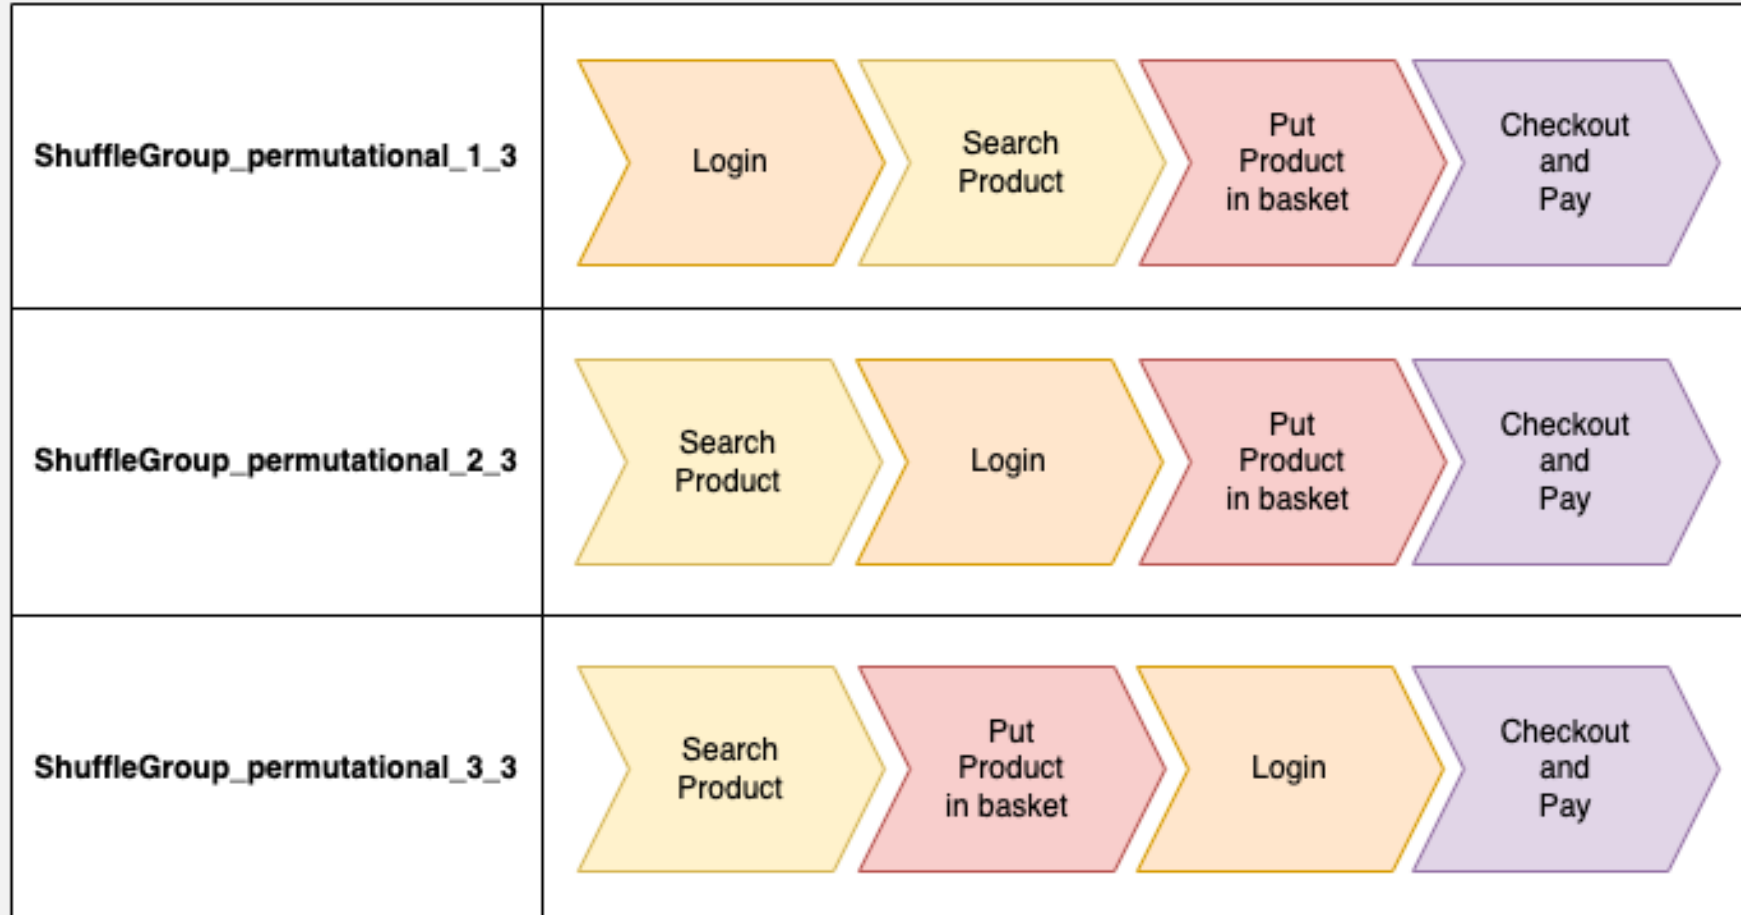 ShuffleGroup_permutational_1_3
Login
Search
Product
Put
Product
in basket
Checkout
and
Pay
ShuffleGroup_permutational_2_3
Search
Product
Login
Put
Product
in basket
Checkout
and
Pay
ShuffleGroup_permutational_3_3
Search
Product
Put
Product
in basket
Login
Checkout
and
Pay